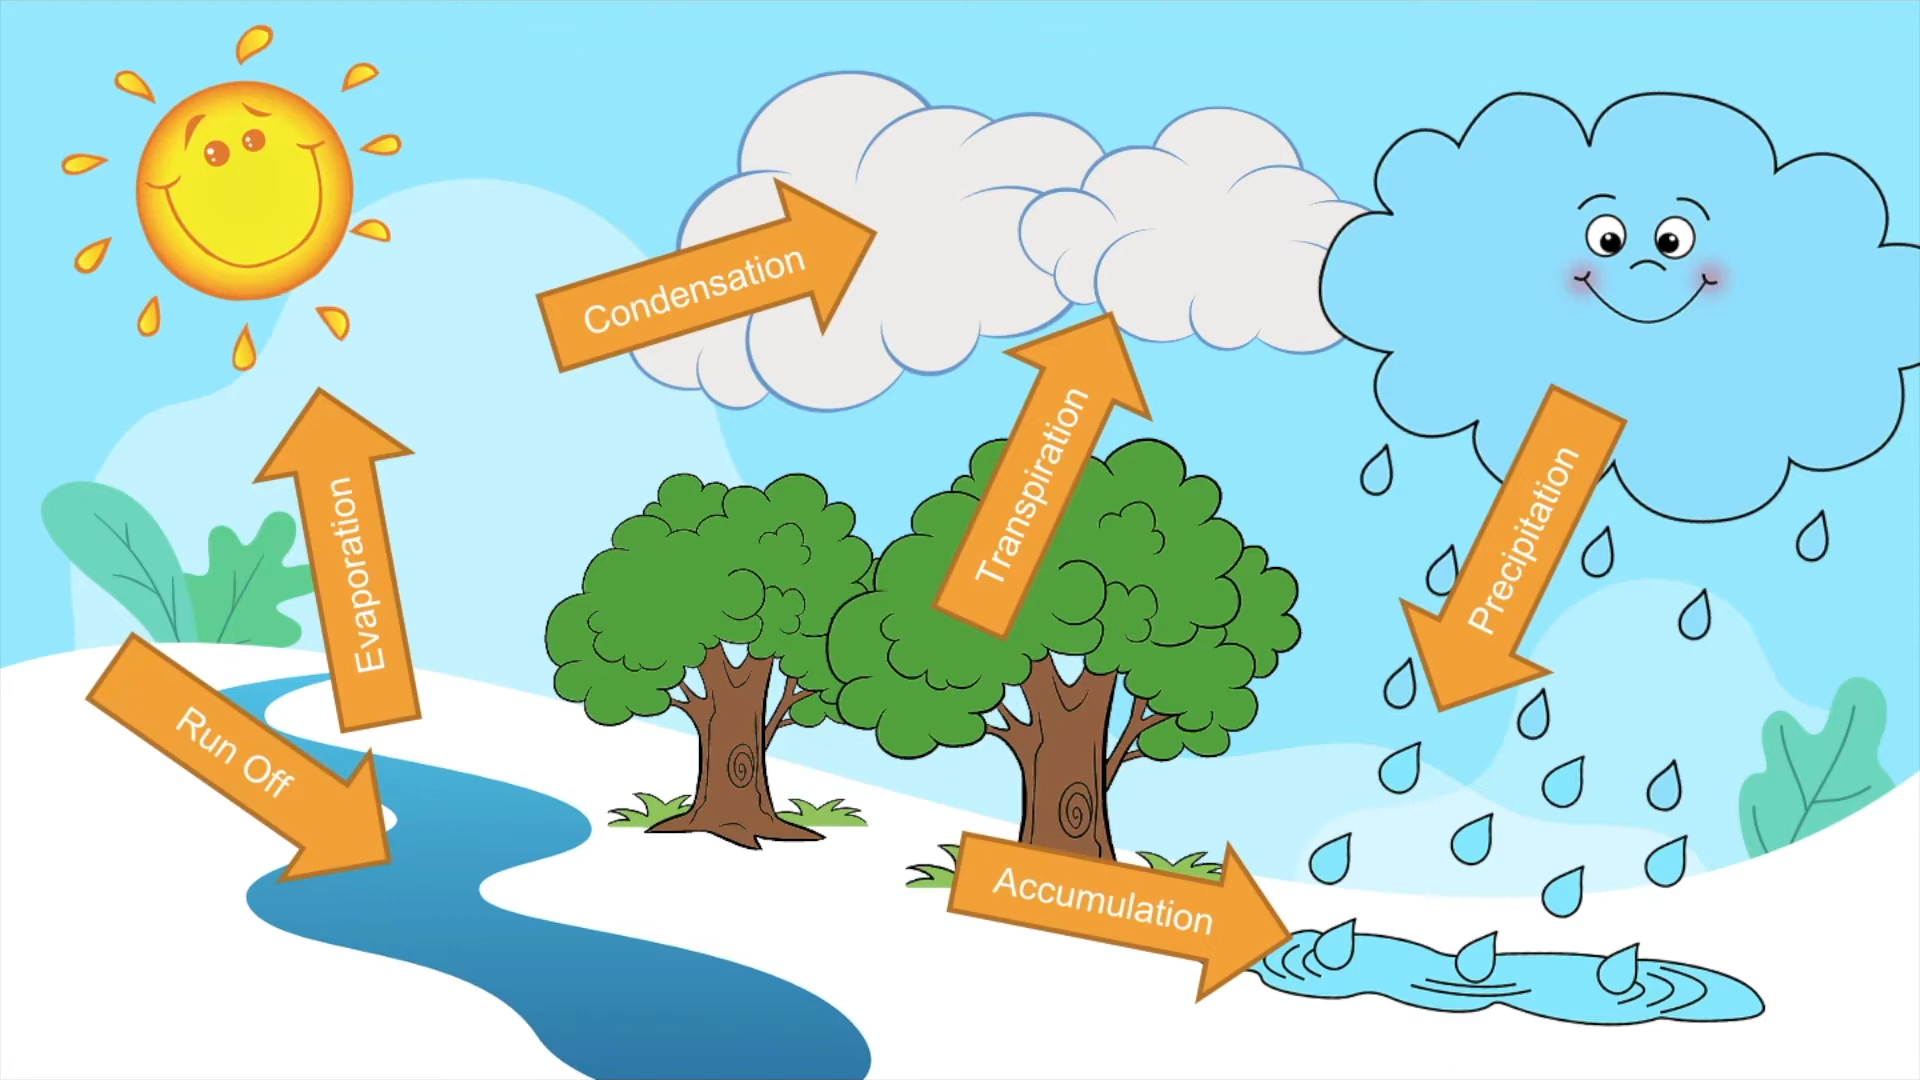 Condensation
Evaporation
Transpiration
Precipitation
Run Off
Accumulation